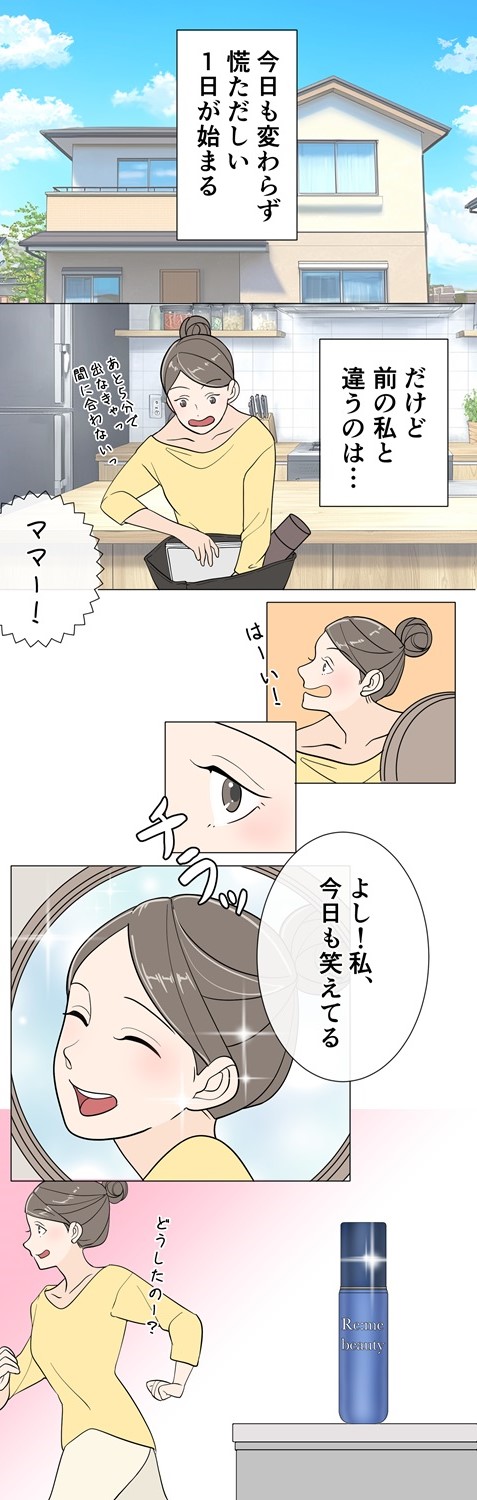 今日も変わらず
慌ただしい
１日が始まる
だけど
前の私と
違うのは…
あと5分で
出なきゃっ
間に合わないっ
ママー！
はーい！
チラッ
よし！私、
今日も笑えてる
どうしたのー？
Re:me
beauty